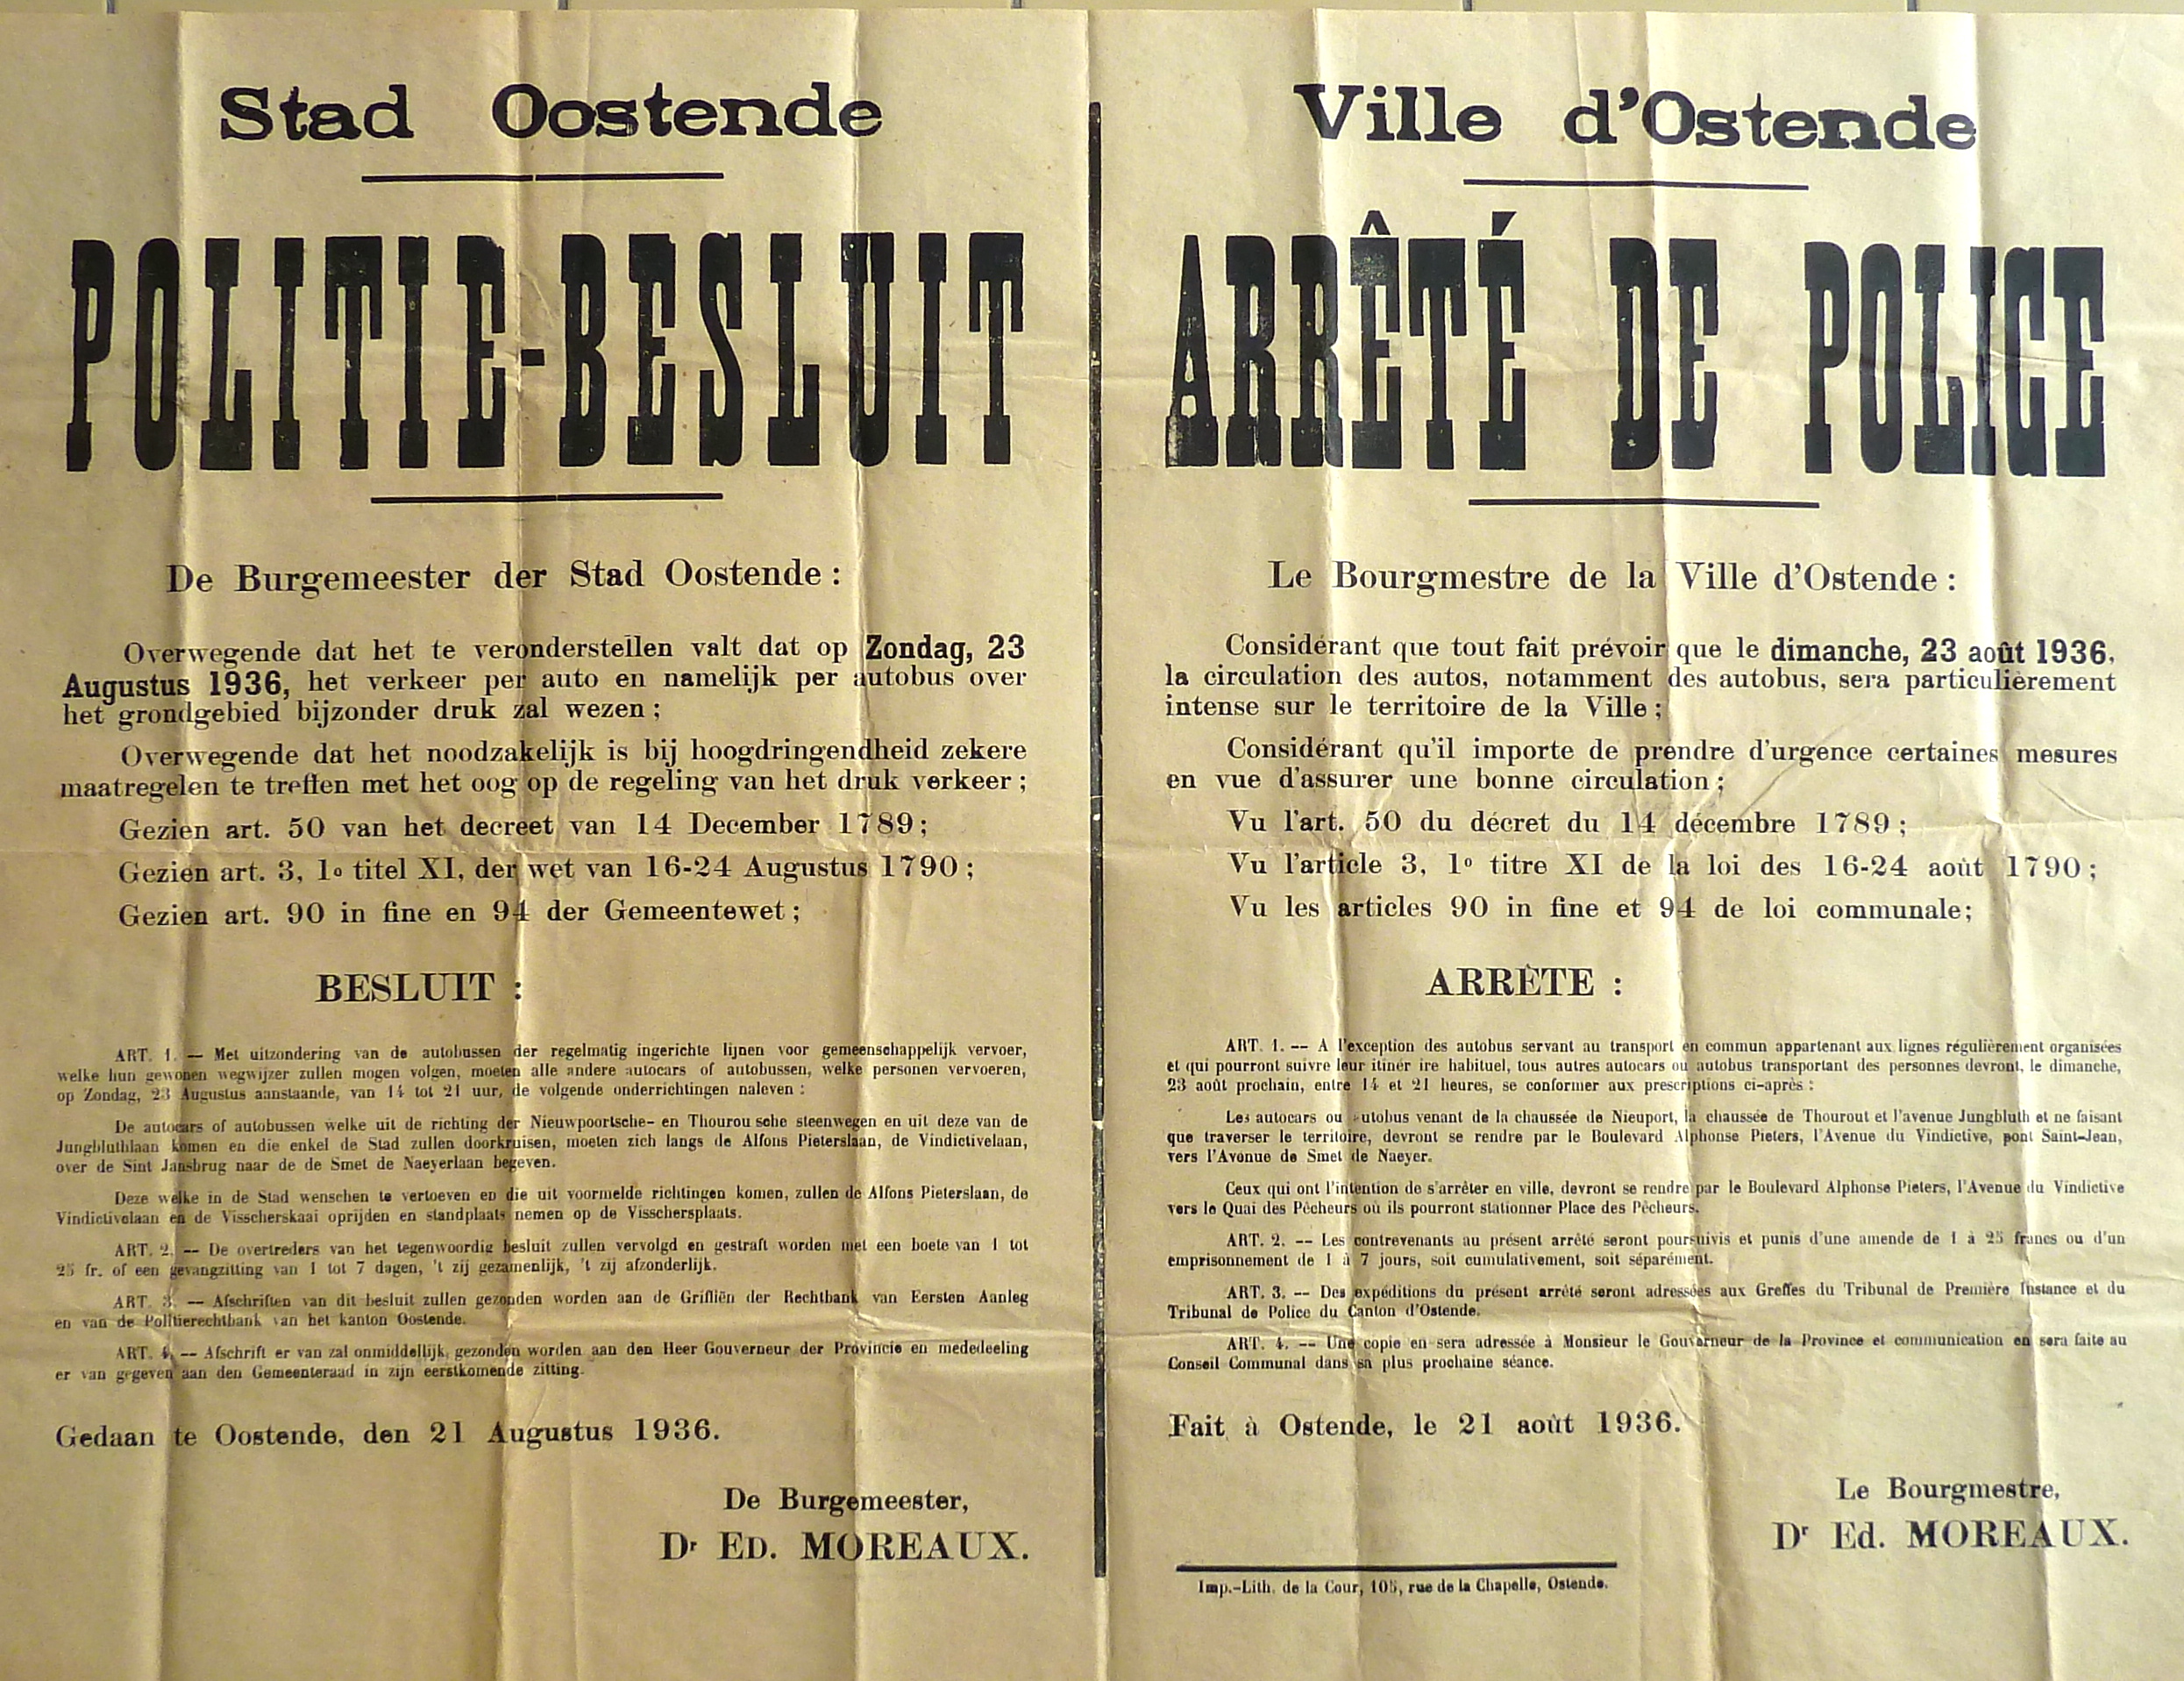 Stad Oostende
POLITIE-BESLUIT
De Burgemeester der Stad Oostende :
Overwegende dat het te veronderstellen valt dat op Zondag, 23
Augustus 1936, het verkeer per auto en namelijk per autobus over
het grondgebied bijzonder druk zal wezen ;
Overwegende dat het noodzakelijk is bij hoogdringendheid zekere
maatregelen te treffen met het oog op de regeling van het druk verkeer ;
Gezien art. 50 van het decreet van 14 December 1789 ;
Gezien art. 3, 1o titel XI, der wet van 16-24 Augustus 1790 ;
Gezien art. 90 in fine en 94 der Gemeentewet ;
BESLUIT :
ART. 1. — Met uitzondering van de autobussen der regelmatig ingerichte lijnen voor gemeenschappelijk vervoer,
welke hun gewonen wegwijzer zullen mogen volgen, moeten alle andere autocars of autobussen, welke personen vervoeren,
op Zondag, 23 Augustus aanstaande, van 14 tot 21 uur, de volgende onderrichtingen naleven :
De autocars of autobussen welke uit de richting der Nieuwpoortsche- en Thourou sche steenwegen en uit deze van de
Jungbluthlaan komen en die enkel de Stad zullen doorkruisen, moeten zich langs de Alfons Pieterslaan, de Vindictivelaan,
over de Sint Jansbrug naar de de Smet de Naeyerlaan begeven.
Deze welke in de Stad wenschen te vertoeven en die uit voormelde richtingen komen, zullen de Alfons Pieterslaan, de
Vindictivelaan en de Visscherskaai oprijden en standplaats nemen op de Visschersplaats.
ART. 2. — De overtreders van het tegenwoordig besluit zullen vervolgd en gestraft worden met een boete van 1 tot
25 fr. of een gevangzitting van 1 tot 7 dagen, 't zij gezamenlijk, 't zij afzonderlijk.
ART. 3. — Afschriften van dit besluit zullen gezonden worden aan de Griffiën der Rechtbank van Eersten Aanleg
en van de Politierechtbank van het kanton Oostende.
ART. 4. — Afschrift er van zal onmiddellijk gezonden worden aan den Heer Gouverneur der Provincie en mededeeling
er van gegeven aan den Gemeenteraad in zijn eerstkomende zitting.
Gedaan te Oostende, den 21 Augustus 1936.
De Burgemeester,
Dr ED. MOREAUX.
Ville d'Ostende
ARRÊTÉ DE POLICE
Le Bourgmestre de la Ville d'Ostende :
Considérant que tout fait prévoir que le dimanche, 23 août 1936,
la circulation des autos, notamment des autobus, sera particulièrement
intense sur le territoire de la Ville ;
Considérant qu'il importe de prendre d'urgence certaines mesures
en vue d'assurer une bonne circulation ;
Vu l'art. 50 du décret du 14 décembre 1789 ;
Vu l'article 3, 1o titre XI de la loi des 16-24 août 1790 ;
Vu les articles 90 in fine et 94 de loi communale;
ARRÊTE :
ART. 1. — A l'exception des autobus servant au transport en commun appartenant aux lignes régulièrement organisées
et qui pourront suivre leur itinér ire habituel, tous autres autocars ou autobus transportant des personnes devront, le dimanche,
23 août prochain, entre 14 et 21 heures, se conformer aux prescriptions ci-après :
Les autocars ou autobus venant de la chaussée de Nieuport, la chaussée de Thourout et l'avenue Jungbluth et ne faisant
que traverser le territoire, devront se rendre par le Boulevard Alphonse Pieters, l'Avenue du Vindictive, pont Saint-Jean,
vers l'Avenue de Smet de Naeyer.
Ceux qui ont l'intention de s'arrêter en ville, devront se rendre par le Boulevard Alphonse Pieters, l'Avenue du Vindictive
vers le Quai des Pêcheurs où ils pourront stationner Place des Pêcheurs.
ART. 2. — Les contrevenants au présent arrêté seront poursuivis et punis d'une amende de 1 à 25 francs ou d'un
emprisonnement de 1 à 7 jours, soit cumulativement, soit séparément.
ART. 3. — Des expéditions du présent arrêté seront adressées aux Greffes du Tribunal de Première Instance et du
Tribunal de Police du Canton d'Ostende.
ART. 4. — Une copie en sera adressée à Monsieur le Gouverneur de la Province et communication en sera faite au
Conseil Communal dans sa plus prochaine séance.
Fait à Ostende, le 21 août 1936.
Le Bourgmestre,
Dr Ed. MOREAUX.
Imp.-Lith. de la Cour, 105, rue de la Chapelle, Ostende.